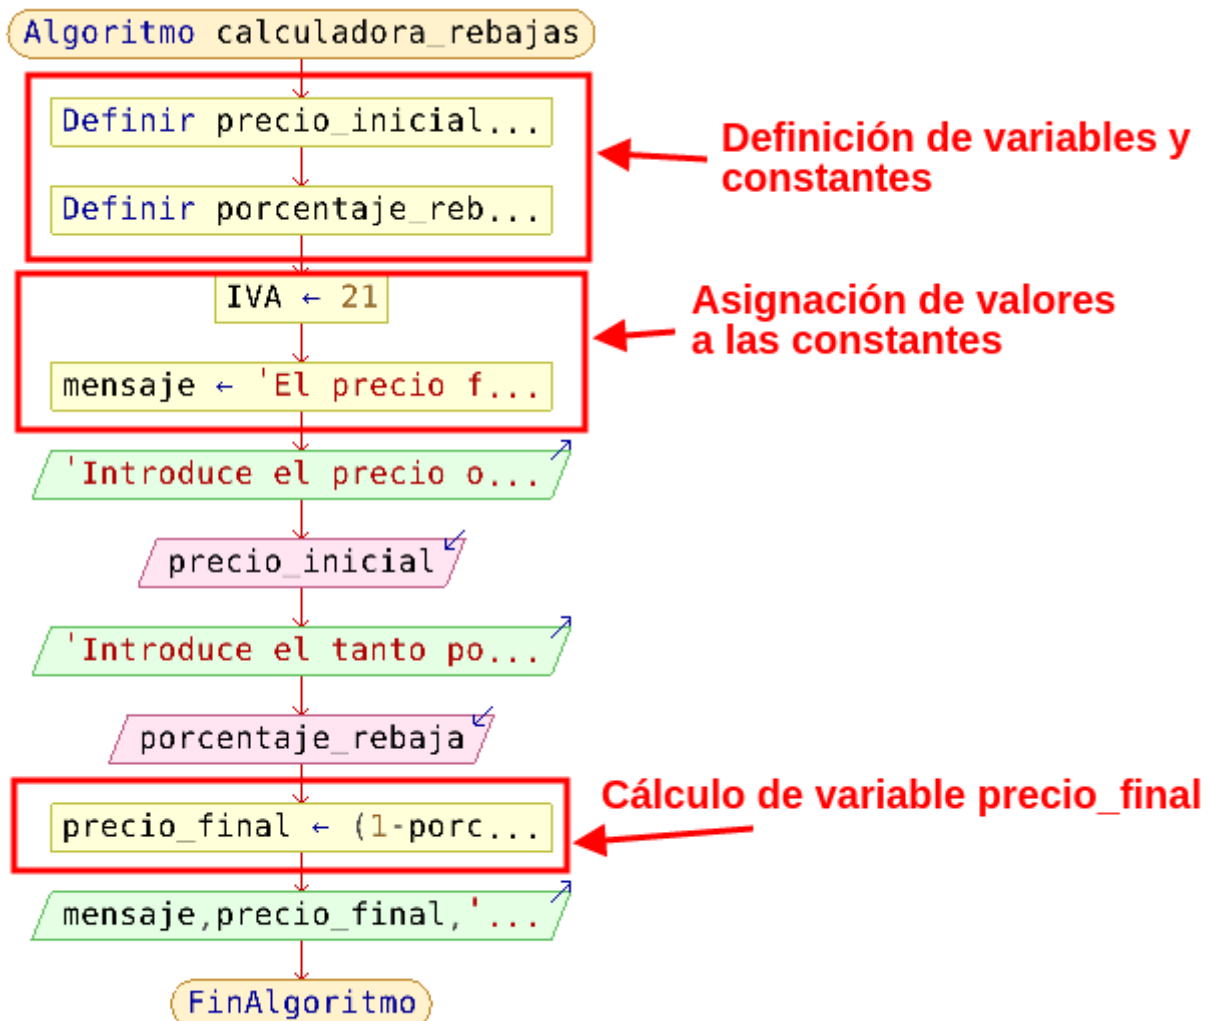 Algoritmo calculadora_rebajas
Definir precio_inicial...
Definición de variables y
constantes
Definir porcentaje_reb...
IVA ← 21
Asignación de valores
a las constantes
mensaje ← 'El precio f...
'Introduce el precio o...
precio_inicial
'Introduce el tanto po...
porcentaje_rebaja
Cálculo de variable precio_final
precio_final ← (1-porc...
mensaje,precio_final,'...
FinAlgoritmo